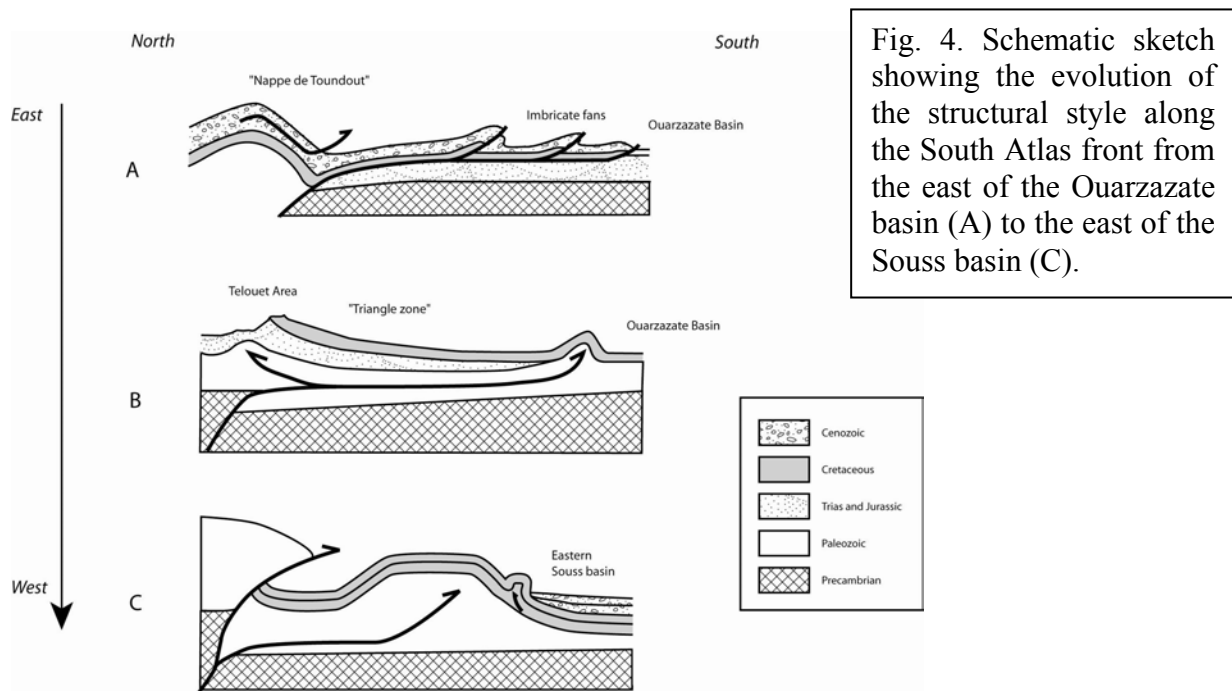 North
South
East
"Nappe de Toundout"
Imbricate fans
Ouarzazate Basin
A
Telouet Area
"Triangle zone"
Ouarzazate Basin
B
West
C
Eastern
Souss basin
Cenozoic
Cretaceous
Trias and Jurassic
Paleozoic
Precambrian
Fig. 4. Schematic sketch
showing the evolution of
the structural style along
the South Atlas front from
the east of the Ouarzazate
basin (A) to the east of the
Souss basin (C).